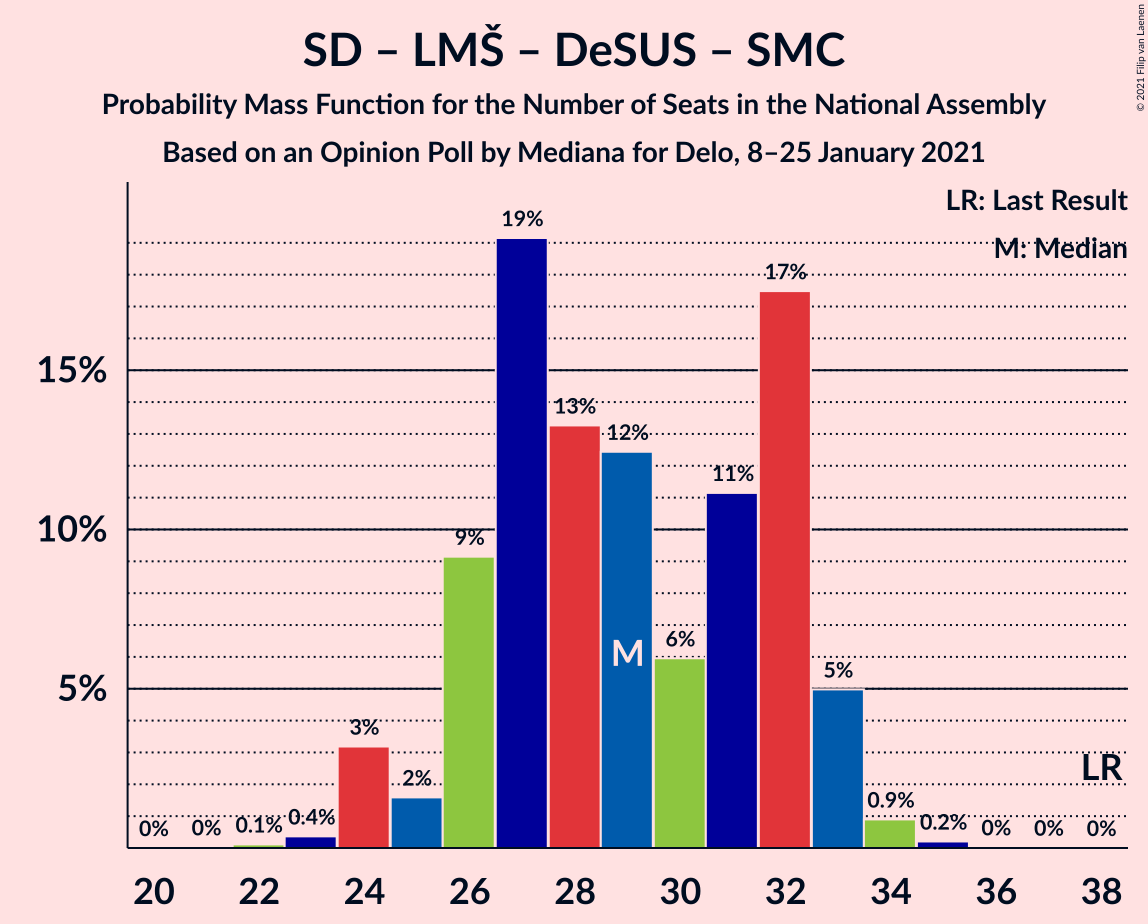 SD – LMŠ – DeSUS – SMC
Probability Mass Function for the Number of Seats in the National Assembly
Based on an Opinion Poll by Mediana for Delo, 8–25 January 2021
© 2021 Filip van Laenen
LR: Last Result
M: Median
15%
10%
5%
0% 0% 0.1% 0.4% 3% 2% 9% 19% 13% 12% 6% 11% 17% 5% 0.9% 0.2% 0% 0% 0%
M
LR
20 22 24 26 28 30 32 34 36 38